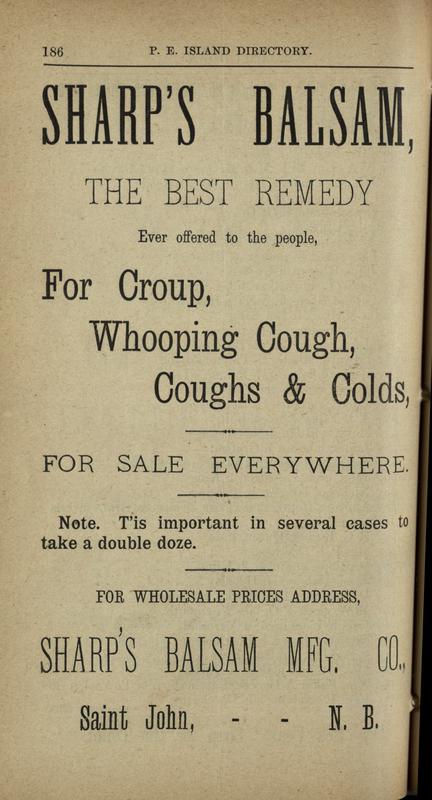 186 P. E. ISLAND DIRECTORY.
SHARP'S BALSAM,
THE BEST REMEDY
Ever offered to the people,
For Croup,
Whooping Cough,
Coughs & Colds,
FOR SALE EVERYWHERE.
Note. T'is important in several cases to
take a double doze.
FOR WHOLESALE PRICES ADDRESS,
SHARP'S BALSAM MFG. CO.,
Saint John, - - N. B.